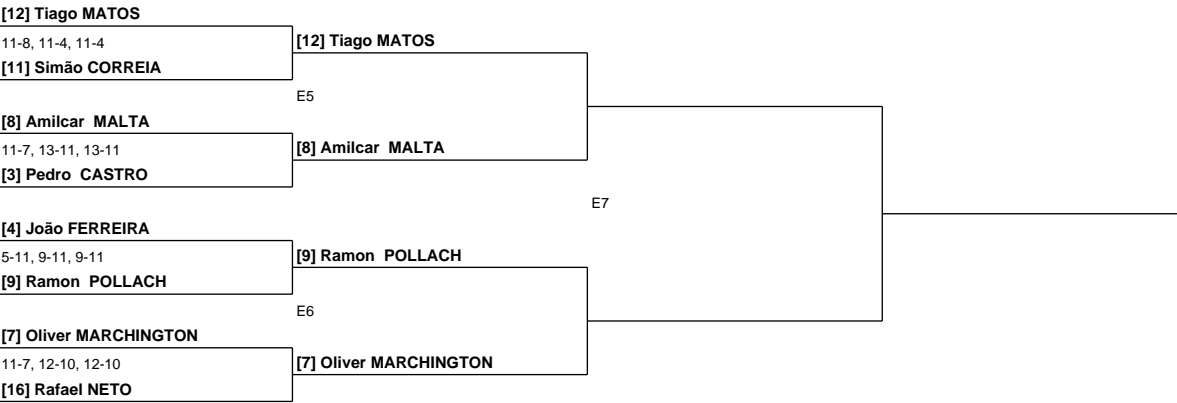 [12] Tiago MATOS
11-8, 11-4, 11-4
[12] Tiago MATOS
[11] Simão CORREIA
E5
[8] Amilcar  MALTA
11-7, 13-11, 13-11
[8] Amilcar  MALTA
[3] Pedro  CASTRO
E7
[4] João FERREIRA
5-11, 9-11, 9-11
[9] Ramon  POLLACH
[9] Ramon  POLLACH
E6
[7] Oliver MARCHINGTON
11-7, 12-10, 12-10
[7] Oliver MARCHINGTON
[16] Rafael NETO